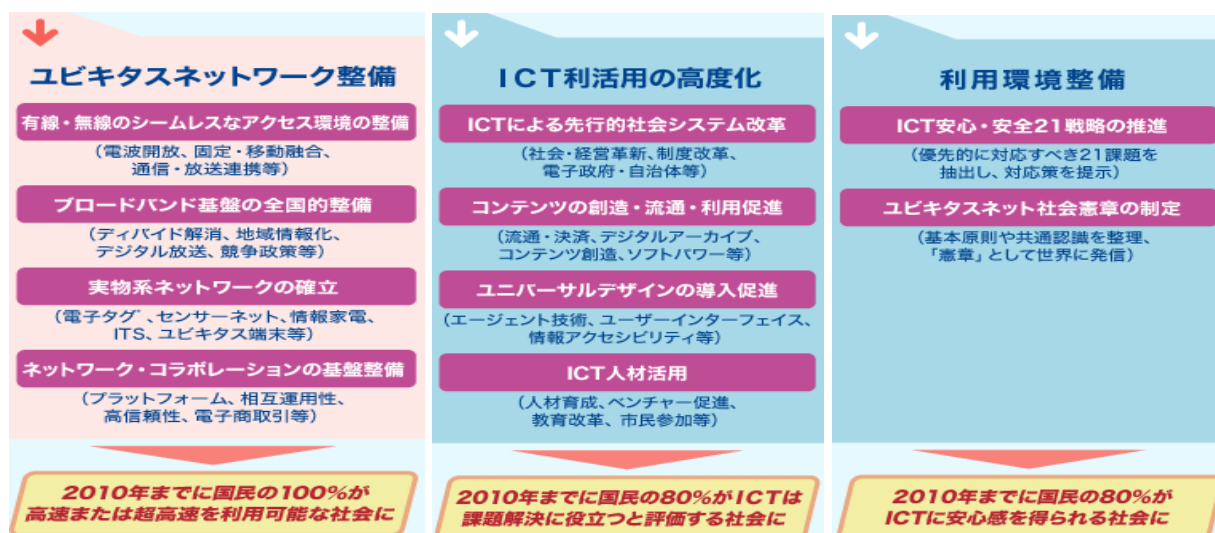 ユビキタスネットワーク整備
有線・無線のシームレスなアクセス環境の整備
(電波開放、固定・移動融合、
通信・放送連携等)
ブロードバンド基盤の全国的整備
(ディバイド解消、地域情報化、
デジタル放送、競争政策等)
実物系ネットワークの確立
(電子タグ、センサーネット、情報家電、
ITS、ユビキタス端末等)
ネットワーク・コラボレーションの基盤整備
(プラットフォーム、相互運用性、
高信頼性、電子商取引等)
2010年までに国民の100%が
高速または超高速を利用可能な社会に
ICT利活用の高度化
ICTによる先行的社会システム改革
(社会・経営革新、制度改革、
電子政府・自治体等)
コンテンツの創造・流通・利用促進
(流通・決済、デジタルアーカイブ、
コンテンツ創造、ソフトパワー等)
ユニバーサルデザインの導入促進
(エージェント技術、ユーザーインターフェイス、
情報アクセシビリティ等)
ICT人材活用
(人材育成、ベンチャー促進、
教育改革、市民参加等)
2010年までに国民の80%がICTは
課題解決に役立つと評価する社会に
利用環境整備
ICT安心・安全21戦略の推進
(優先的に対応すべき21課題を
抽出し、対応策を提示)
ユビキタスネット社会憲章の制定
(基本原則や共通認識を整理、
「憲章」として世界に発信)
2010年までに国民の80%が
ICTに安心感を得られる社会に